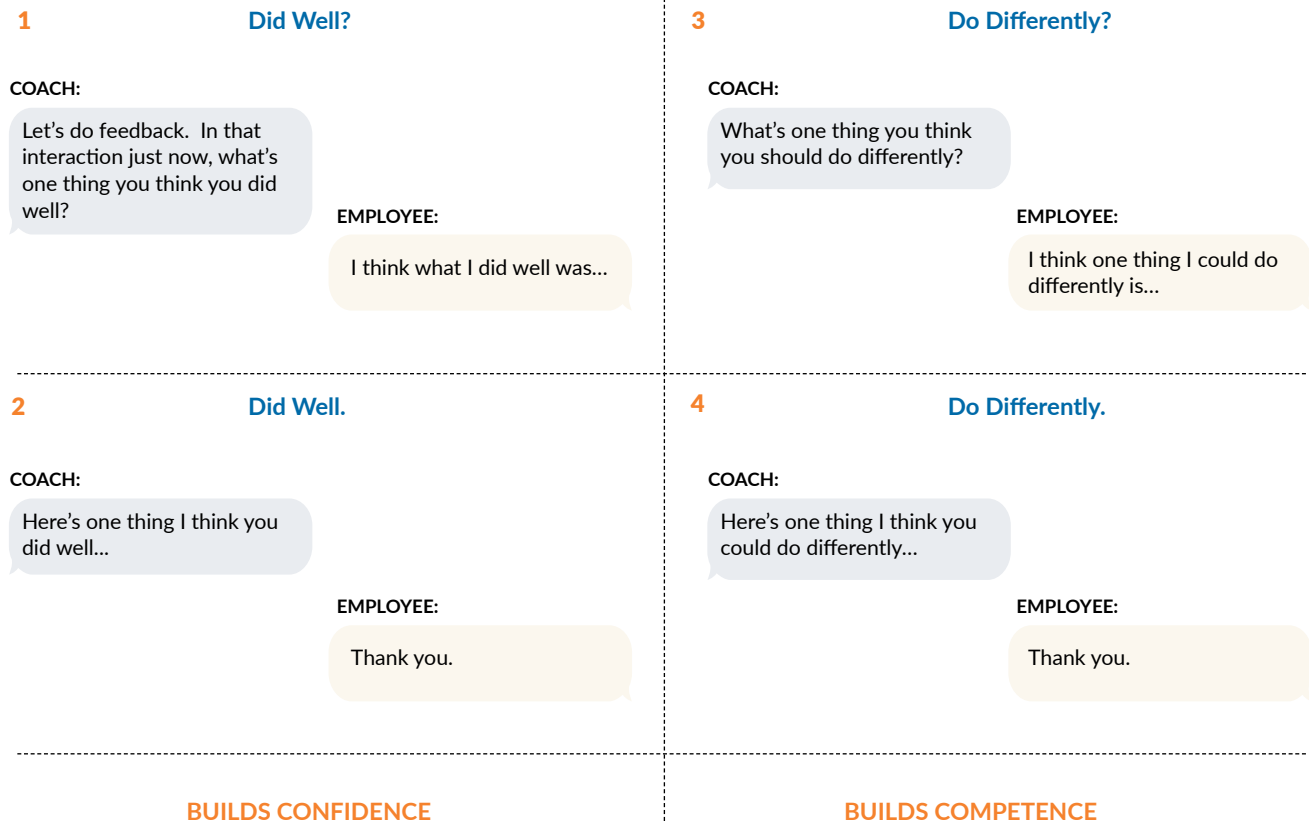 1
Did Well?
COACH:
Let's do feedback.  In that
interaction just now, what's
one thing you think you did
well?
EMPLOYEE:
I think what I did well was...
2
Did Well.
COACH:
Here's one thing I think you
did well...
EMPLOYEE:
Thank you.
BUILDS CONFIDENCE
3
Do Differently?
COACH:
What's one thing you think
you should do differently?
EMPLOYEE:
I think one thing I could do
differently is...
4
Do Differently.
COACH:
Here's one thing I think you
could do differently...
EMPLOYEE:
Thank you.
BUILDS COMPETENCE